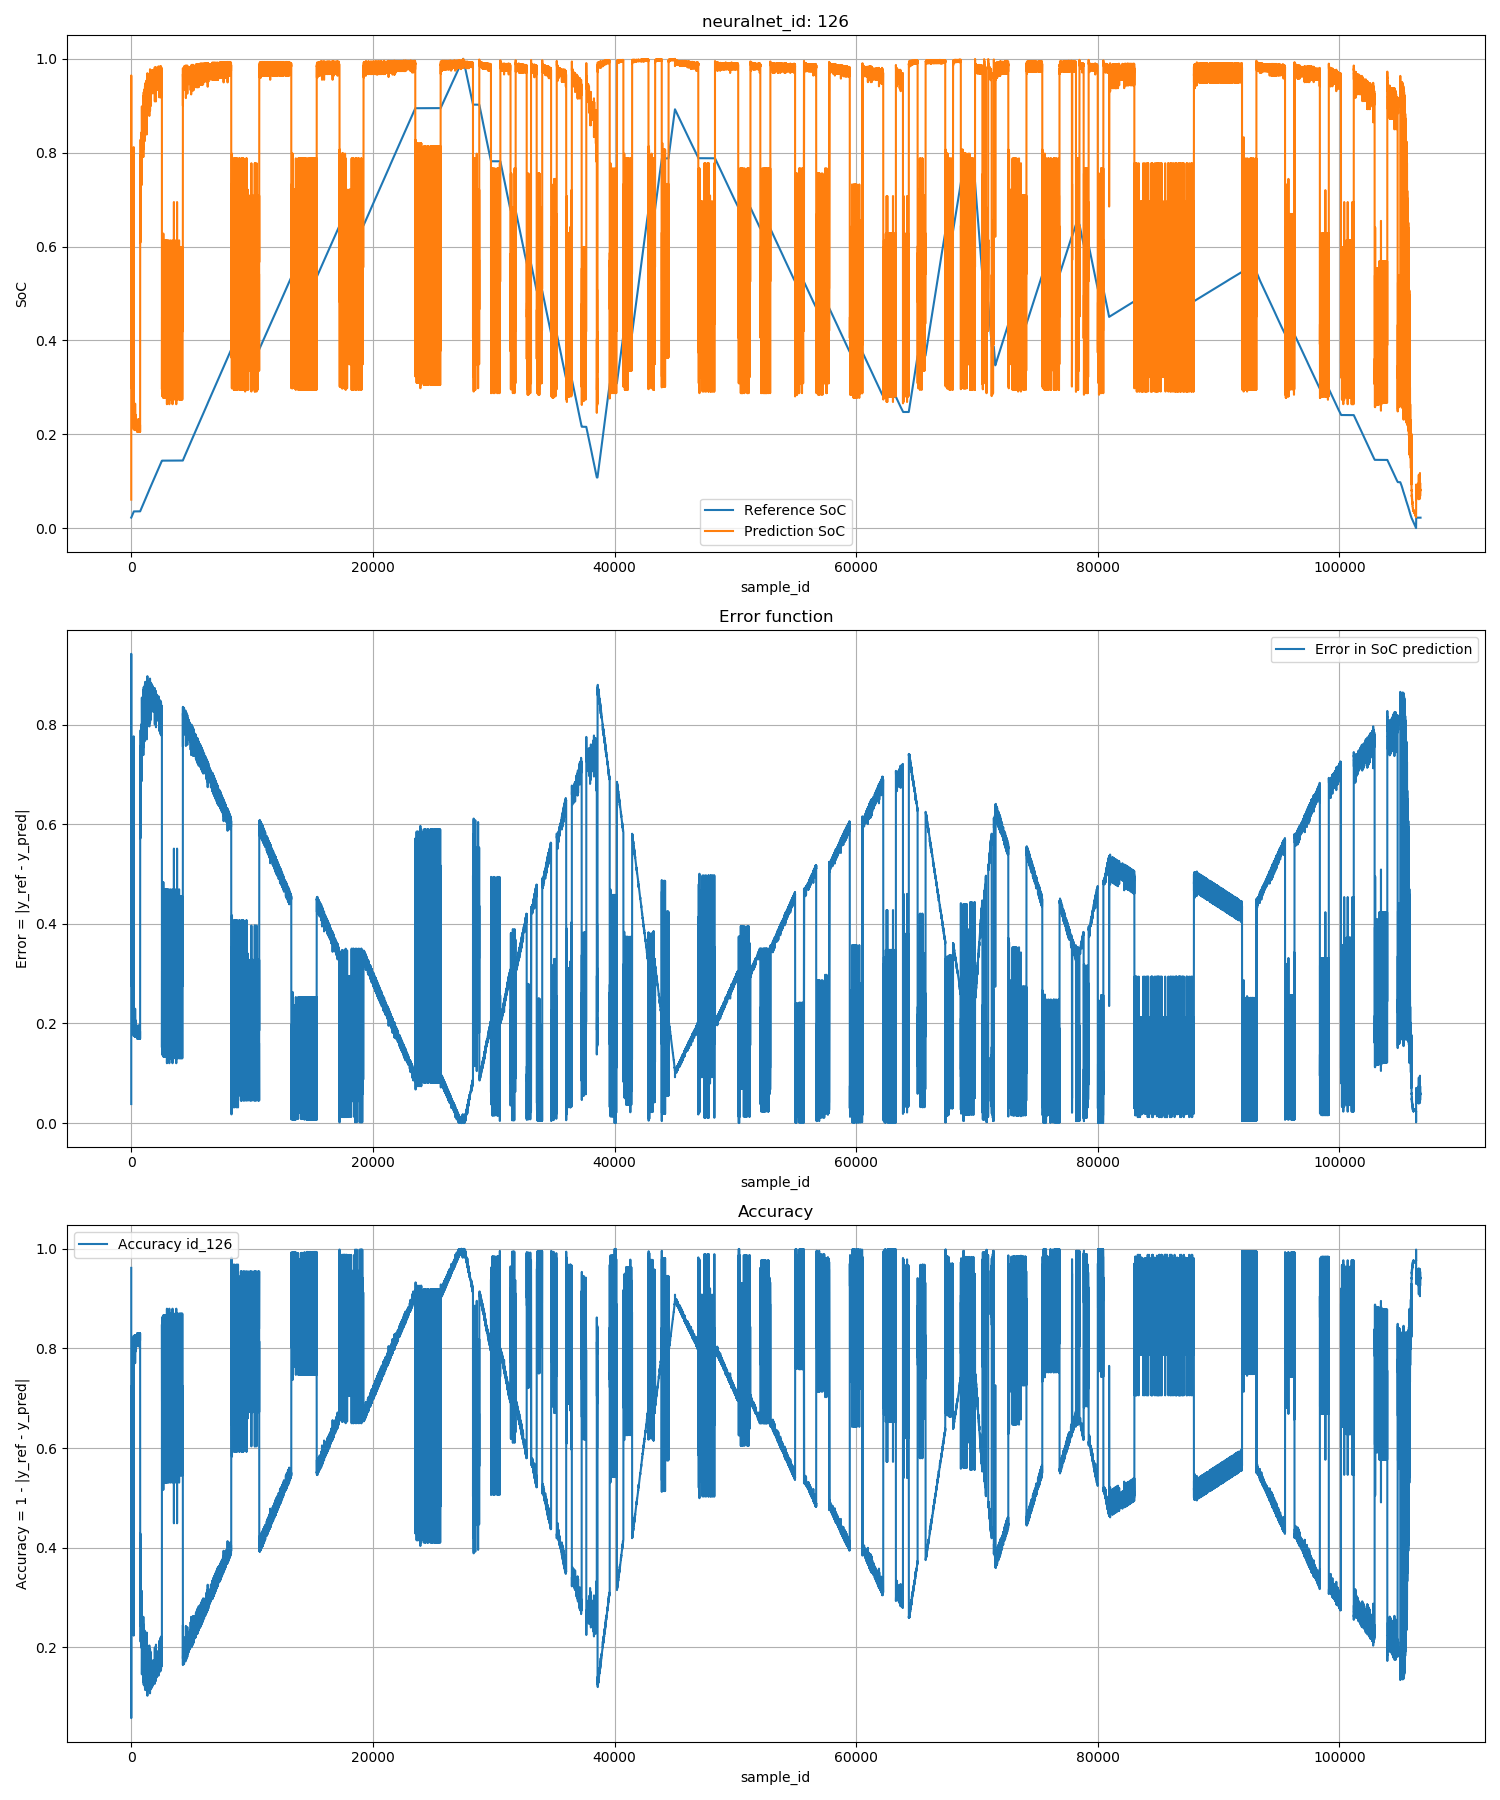 neuralnet_id: 126
1.0
0.8
0.6
0.4
0.2
0.0
SoC
Reference SoC
Prediction SoC
0 20000 40000 60000 80000 100000
sample_id
Error function
Error in SoC prediction
0.8
0.6
0.4
0.2
0.0
Error = |y_ref - y_pred|
0 20000 40000 60000 80000 100000
sample_id
Accuracy
Accuracy id_126
1.0
0.8
0.6
0.4
0.2
Accuracy = 1 - |y_ref - y_pred|
0 20000 40000 60000 80000 100000
sample_id